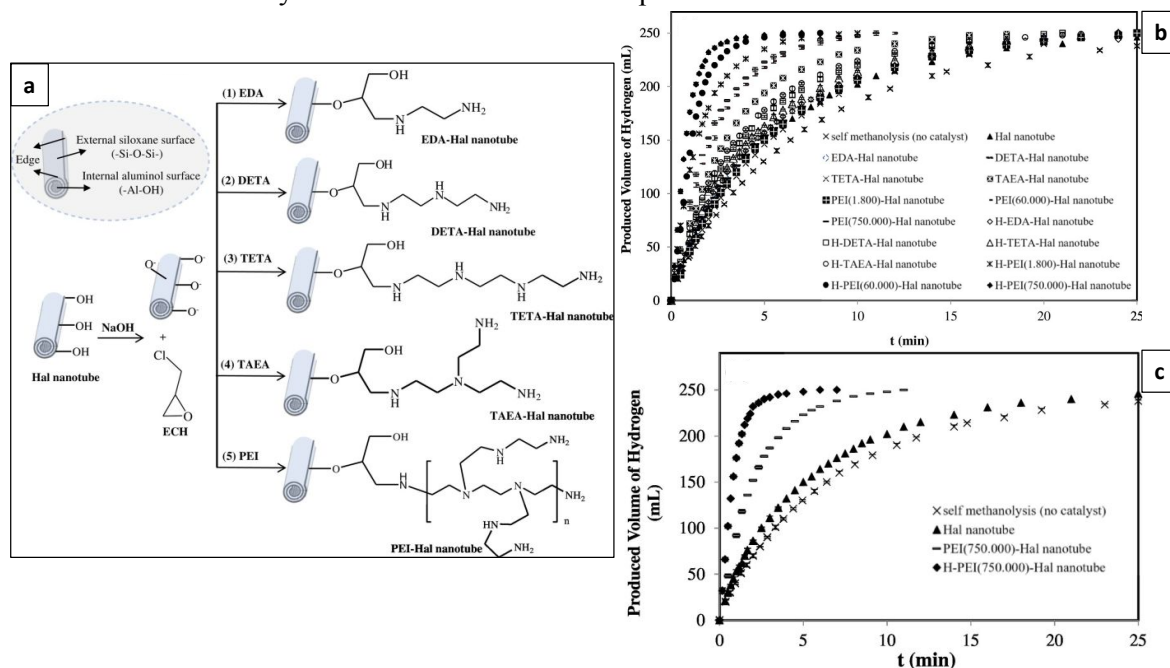 a
External siloxane surface
(-Si-O-Si-)
Edge
Internal aluminol surface
(-Al-OH)
OH
OH
OH
Hal nanotube
NaOH
O-
O-
O-
O-
+
Cl
O
ECH
(1) EDA
OH
O
N
H
NH2
EDA-Hal nanotube
(2) DETA
OH
O
N
H
H
N
NH2
DETA-Hal nanotube
(3) TETA
OH
O
N
H
H
N
N
H
NH2
TETA-Hal nanotube
(4) TAEA
NH2
OH
O
N
H
N
NH2
TAEA-Hal nanotube
(5) PEI
OH
O
H
N
N
N
NH2
n
H
N
NH2
HN
NH2
HN
NH2
PEI-Hal nanotube
b
Produced Volume of Hydrogen (mL)
300
250
200
150
100
50
0
0
5
10
15
20
25
t (min)
self methanolysis (no catalyst)
Hal nanotube
EDA-Hal nanotube
DETA-Hal nanotube
TETA-Hal nanotube
TAEA-Hal nanotube
PEI(1.800)-Hal nanotube
PEI(60.000)-Hal nanotube
PEI(750.000)-Hal nanotube
H-EDA-Hal nanotube
H-DETA-Hal nanotube
H-TETA-Hal nanotube
H-TAEA-Hal nanotube
H-PEI(1.800)-Hal nanotube
H-PEI(60.000)-Hal nanotube
H-PEI(750.000)-Hal nanotube
c
Produced Volume of Hydrogen
(mL)
300
250
200
150
100
50
0
0
5
10
15
20
25
t (min)
self methanolysis (no catalyst)
Hal nanotube
PEI(750.000)-Hal nanotube
H-PEI(750.000)-Hal nanotube